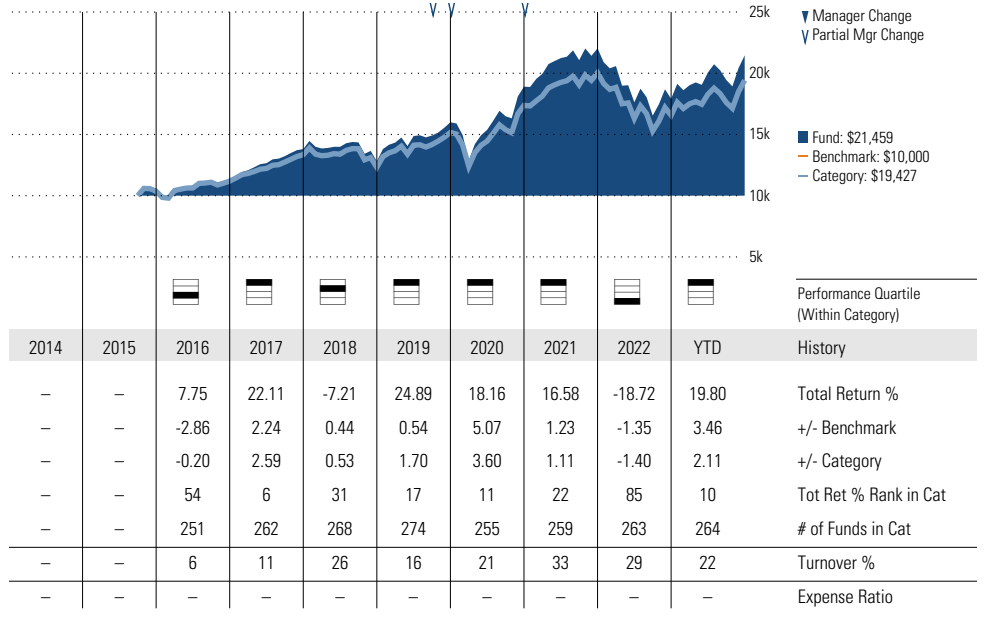 25k
▼ Manager Change
Partial Mgr Change
20k
15k
Fund: $21,459
Benchmark: $10,000
Category: $19,427
10k
5k
Performance Quartile
(Within Category)
2014 2015 2016 2017 2018 2019 2020 2021 2022 YTD History
– – 7.75 22.11 -7.21 24.89 18.16 16.58 -18.72 19.80 Total Return %
– – -2.86 2.24 0.44 0.54 5.07 1.23 -1.35 3.46 +/- Benchmark
– – -0.20 2.59 0.53 1.70 3.60 1.11 -1.40 2.11 +/- Category
– – 54 6 31 17 11 22 85 10 Tot Ret % Rank in Cat
– – 251 262 268 274 255 259 263 264 # of Funds in Cat
– – 6 11 26 16 21 33 29 22 Turnover %
– – – – – – – – – – Expense Ratio